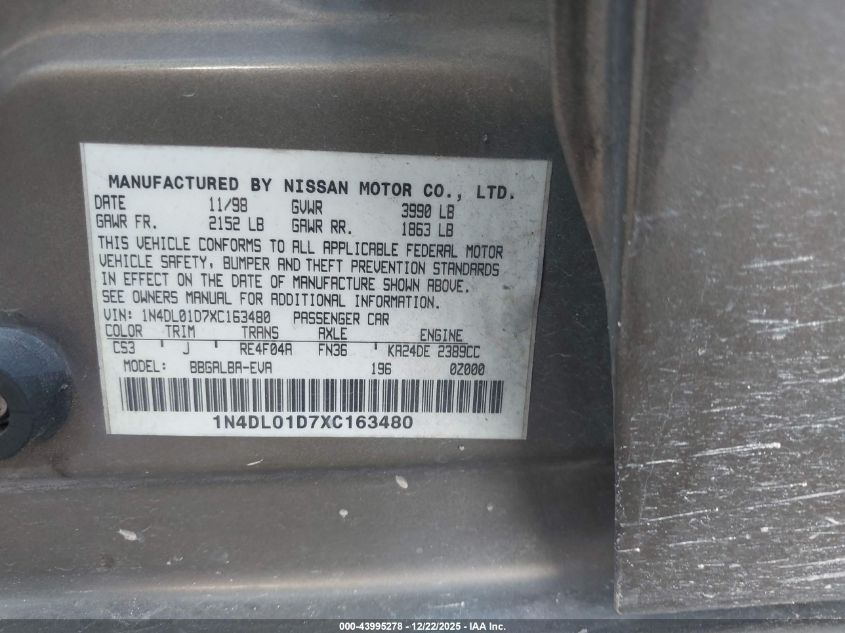 MANUFACTURED BY NISSAN MOTOR CO., LTD.
DATE 11/98 GVWR 3990 LB
GAWR FR. 2152 LB GAWR RR. 1863 LB
THIS VEHICLE CONFORMS TO ALL APPLICABLE FEDERAL MOTOR
VEHICLE SAFETY, BUMPER AND THEFT PREVENTION STANDARDS
IN EFFECT ON THE DATE OF MANUFACTURE SHOWN ABOVE.
SEE OWNERS MANUAL FOR ADDITIONAL INFORMATION.
VIN: 1N4DL01D7XC163480 PASSENGER CAR
COLOR TRIM TRANS AXLE ENGINE
CS3 J RE4F04A FN36 KA24DE 2389CC
MODEL: BBGALBA-EVA 196 0Z000
1N4DL01D7XC163480
000-43995278 - 12/22/2025 - IAA Inc.